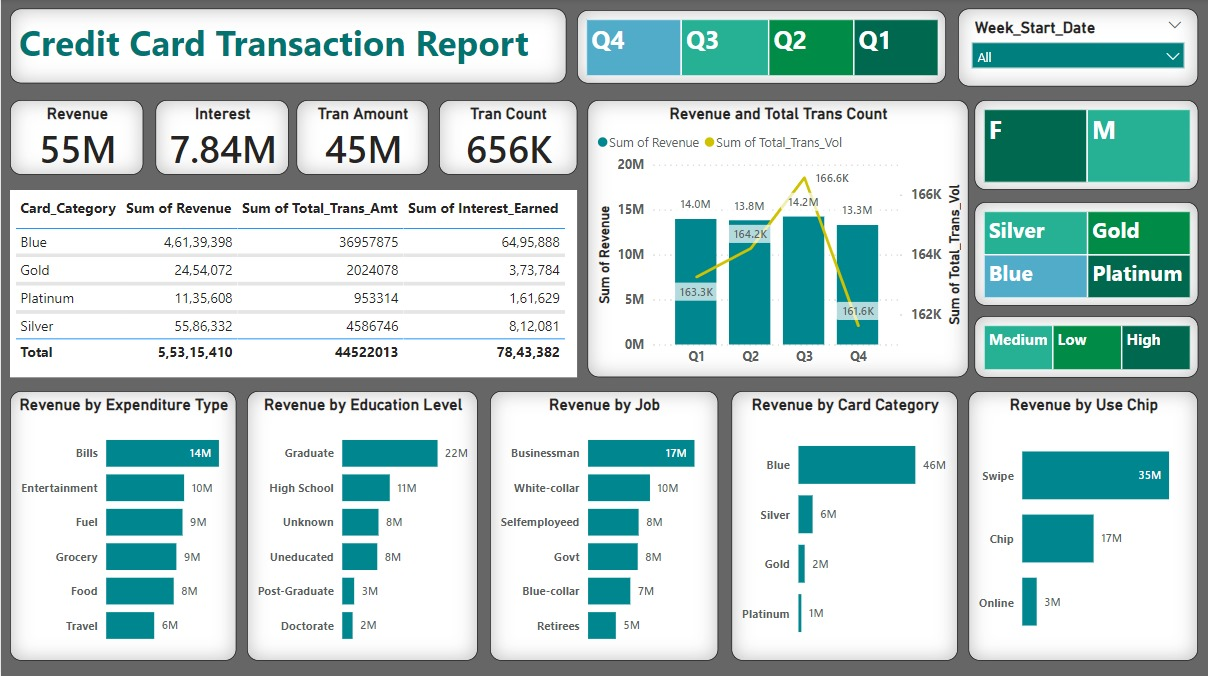 Credit Card Transaction Report
Q4 Q3 Q2 Q1
Week_Start_Date
All
Revenue
55M
Interest
7.84M
Tran Amount
45M
Tran Count
656K
Card_Category Sum of Revenue Sum of Total_Trans_Amt Sum of Interest_Earned
Blue 4,61,39,398 36957875 64,95,888
Gold 24,54,072 2024078 3,73,784
Platinum 11,35,608 953314 1,61,629
Silver 55,86,332 4586746 8,12,081
Total 5,53,15,410 44522013 78,43,382
Revenue and Total Trans Count
Sum of Revenue Sum of Total_Trans_Vol
Sum of Revenue
20M
15M
10M
5M
0M
14.0M 13.8M 14.2M 13.3M
163.3K 164.2K 166.6K 161.6K
Q1 Q2 Q3 Q4
166K
164K
162K
Sum of Total_Trans_Vol
F M
Silver Gold
Blue Platinum
Medium Low High
Revenue by Expenditure Type
Bills 14M
Entertainment 10M
Fuel 9M
Grocery 9M
Food 8M
Travel 6M
Revenue by Education Level
Graduate 22M
High School 11M
Unknown 8M
Uneducated 8M
Post-Graduate 3M
Doctorate 2M
Revenue by Job
Businessman 17M
White-collar 10M
Selfemployeed 8M
Govt 8M
Blue-collar 7M
Retirees 5M
Revenue by Card Category
Blue 46M
Silver 6M
Gold 2M
Platinum 1M
Revenue by Use Chip
Swipe 35M
Chip 17M
Online 3M